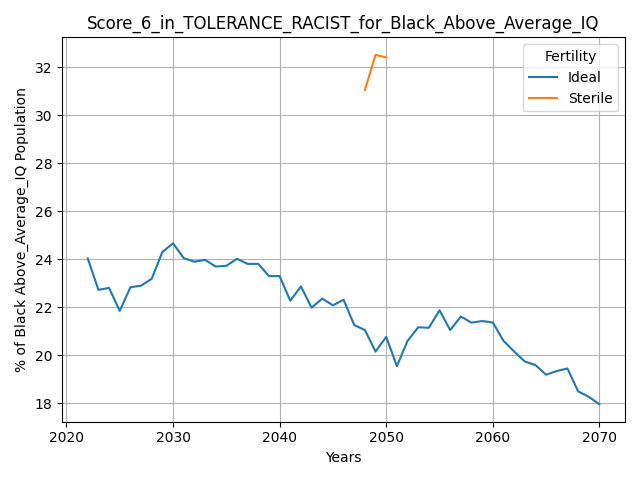 Score_6_in_TOLERANCE_RACIST_for_Black_Above_Average_IQ
% of Black Above_Average_IQ Population
32
30
28
26
24
22
20
18
Fertility
Ideal
Sterile
2020 2030 2040 2050 2060 2070
Years